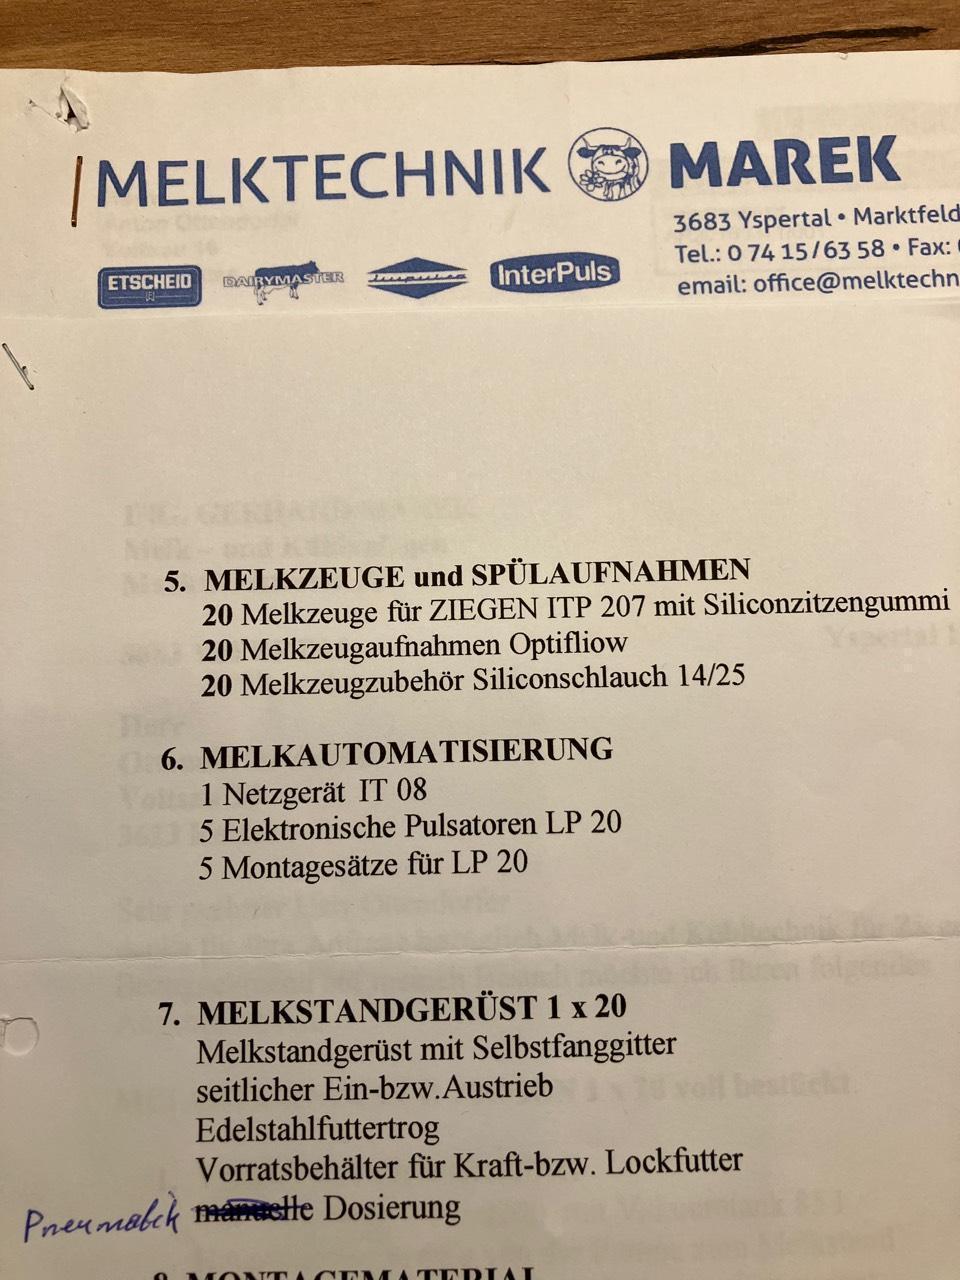 MELKTECHNIK MAREK
3683 Yspertal • Marktfeld
Tel.: 0 74 15/63 58 • Fax:
email: office@melktechn
ETSCHEID
DAIRYMASTER
InterPuls
5. MELKZEUGE und SPÜLAUFNAHMEN
20 Melkzeuge für ZIEGEN ITP 207 mit Siliconzitzengummi
20 Melkzeugaufnahmen Optifliow
20 Melkzeugzubehör Siliconschlauch 14/25
6. MELKAUTOMATISIERUNG
1 Netzgerät IT 08
5 Elektronische Pulsatoren LP 20
5 Montagesätze für LP 20
7. MELKSTANDGERÜST 1 x 20
Melkstandgerüst mit Selbstfanggitter
seitlicher Ein-bzw.Austrieb
Edelstahlfuttertrog
Vorratsbehälter für Kraft-bzw. Lockfutter
Pneumatik manuelle Dosierung
8. MONTAGEMATERIAL